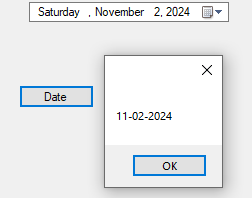 Saturday , November 2, 2024
Date
11-02-2024
OK